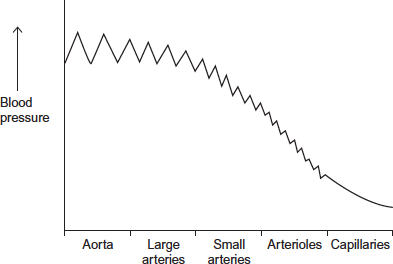 Blood
pressure
Aorta
Large
arteries
Small
arteries
Arterioles
Capillaries